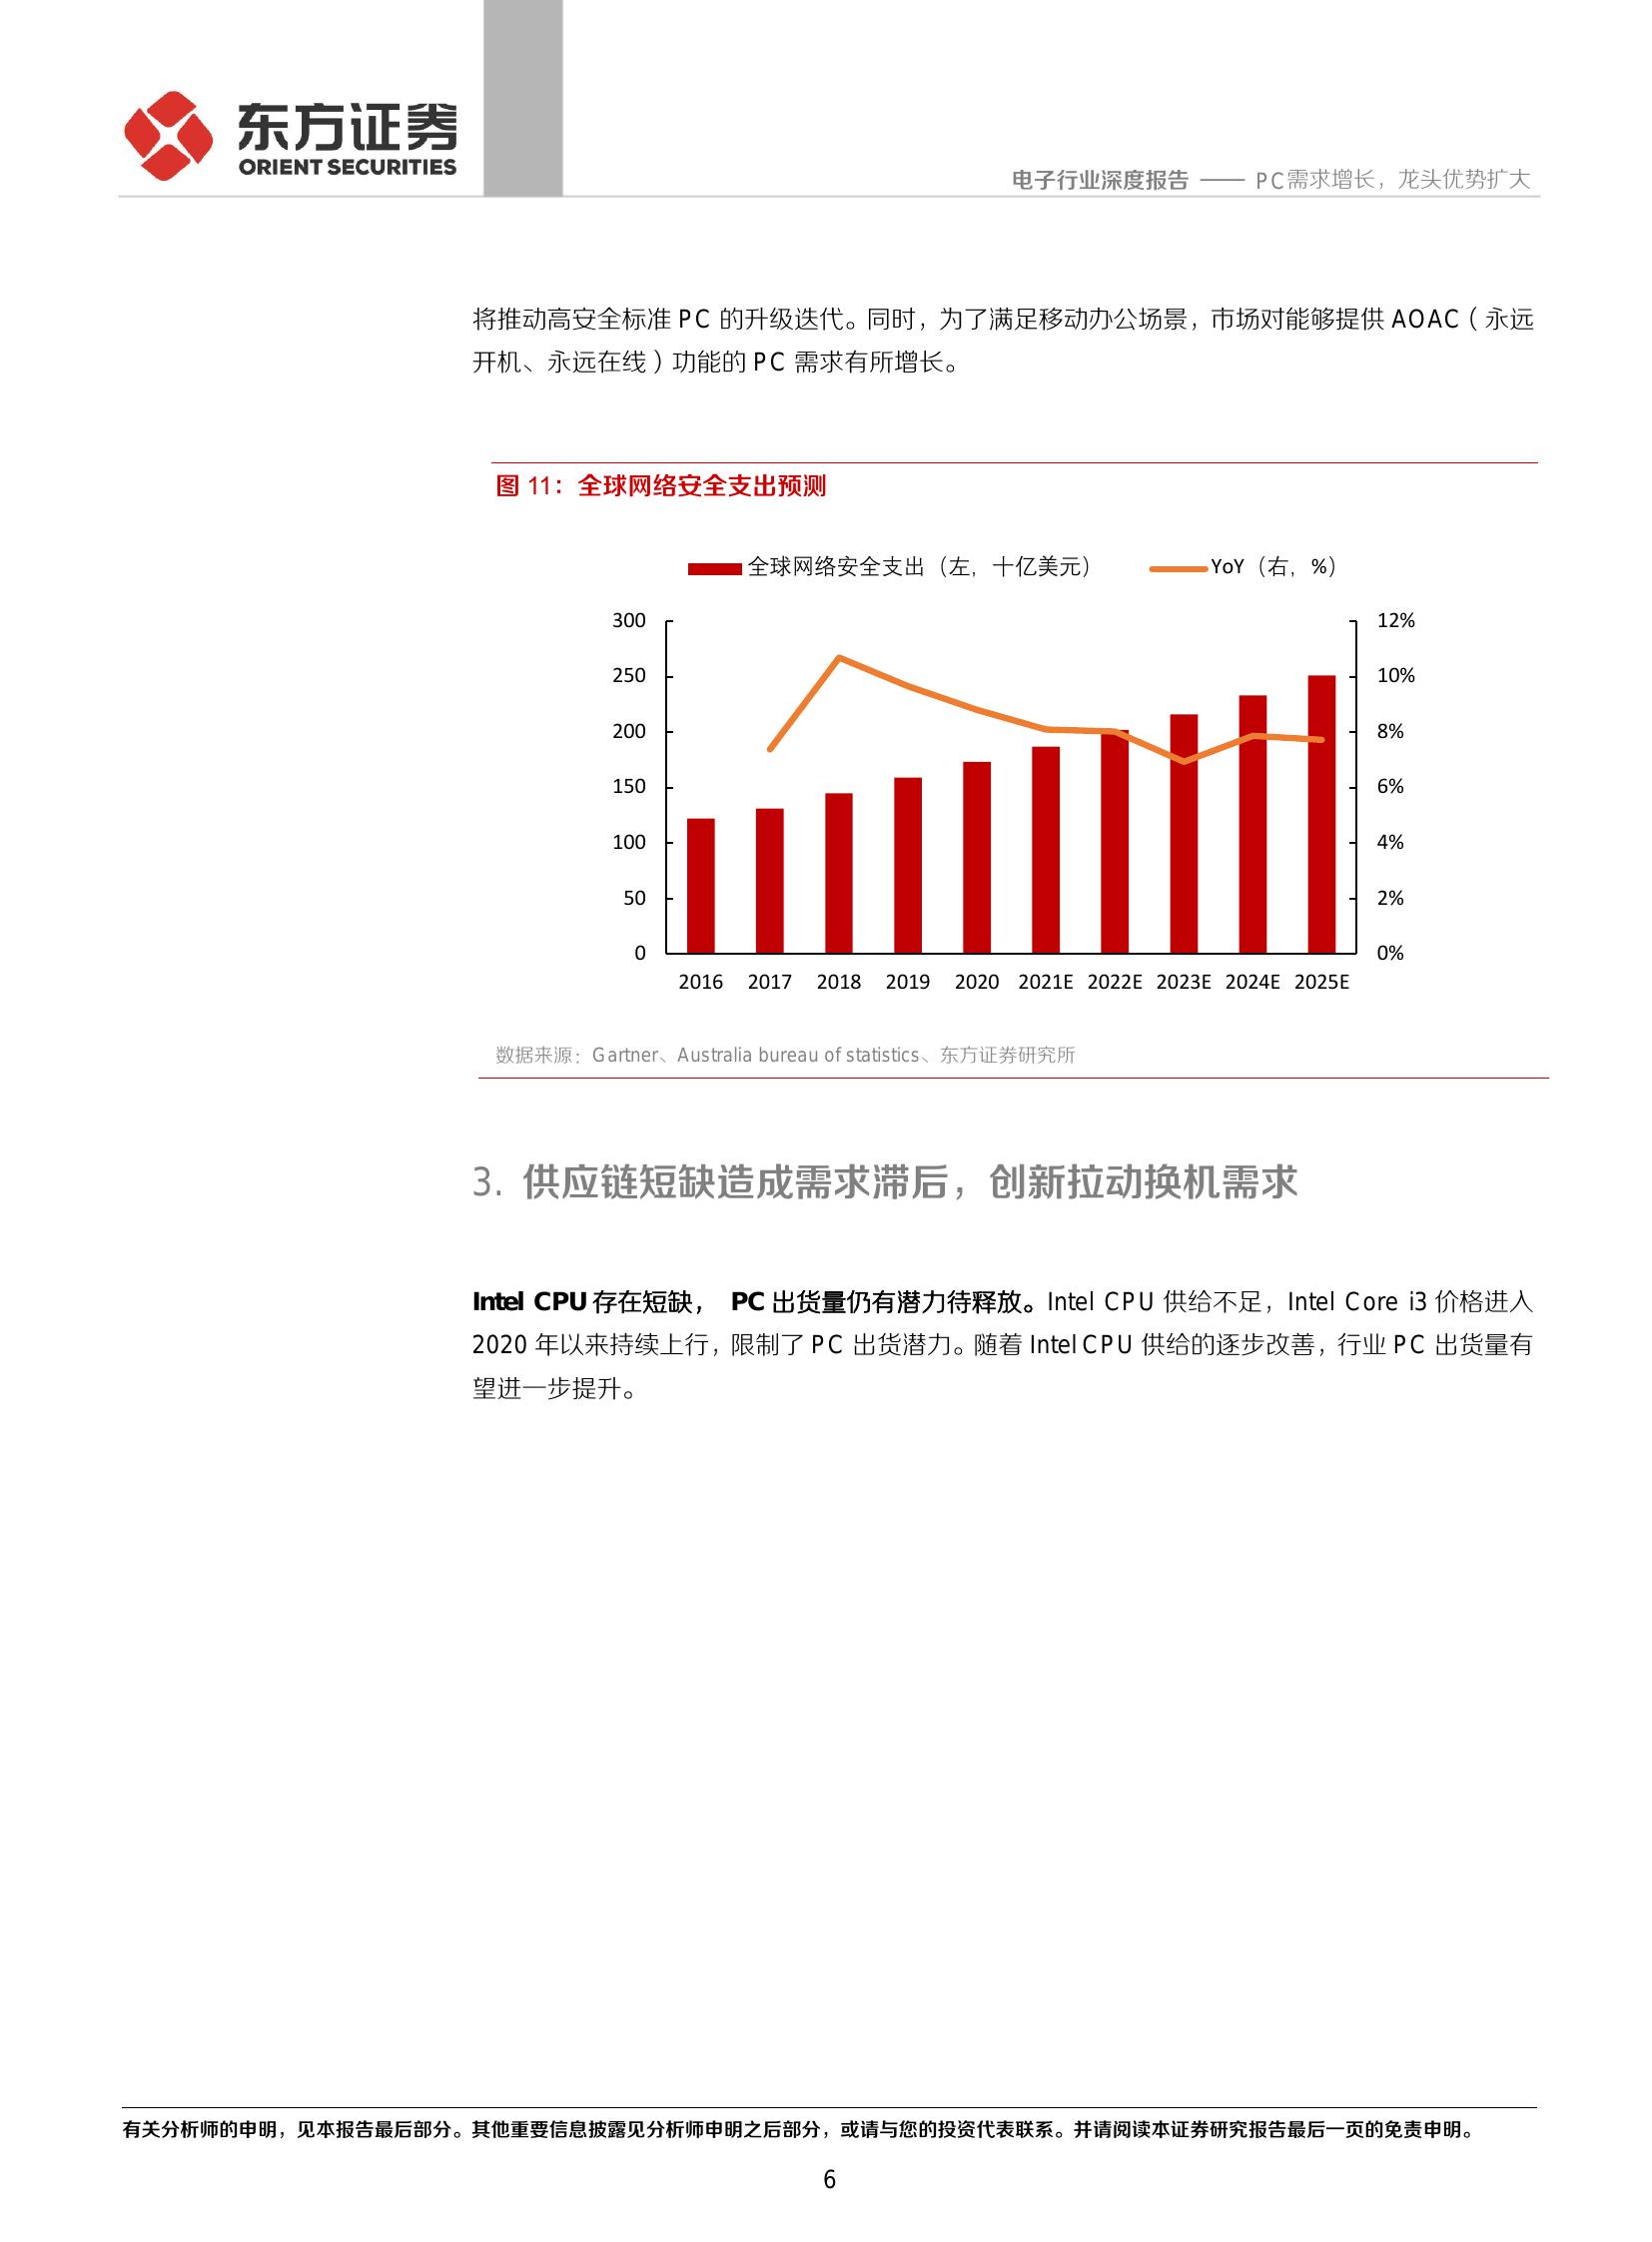 东方证券
ORIENT SECURITIES
电子行业深度报告 —— PC需求增长，龙头优势扩大
将推动高安全标准 PC 的升级迭代。同时，为了满足移动办公场景，市场对能够提供 AOAC（永远
开机、永远在线）功能的 PC 需求有所增长。
图 11：全球网络安全支出预测
全球网络安全支出（左，十亿美元） YoY（右，%）
300 12%
250 10%
200 8%
150 6%
100 4%
50 2%
0 0%
2016 2017 2018 2019 2020 2021E 2022E 2023E 2024E 2025E
数据来源：Gartner、Australia bureau of statistics、东方证券研究所
3. 供应链短缺造成需求滞后，创新拉动换机需求
Intel CPU 存在短缺， PC 出货量仍有潜力待释放。Intel CPU 供给不足，Intel Core i3 价格进入
2020 年以来持续上行，限制了 PC 出货潜力。随着 Intel CPU 供给的逐步改善，行业 PC 出货量有
望进一步提升。
有关分析师的申明，见本报告最后部分。其他重要信息披露见分析师申明之后部分，或请与您的投资代表联系。并请阅读本证券研究报告最后一页的免责申明。
6